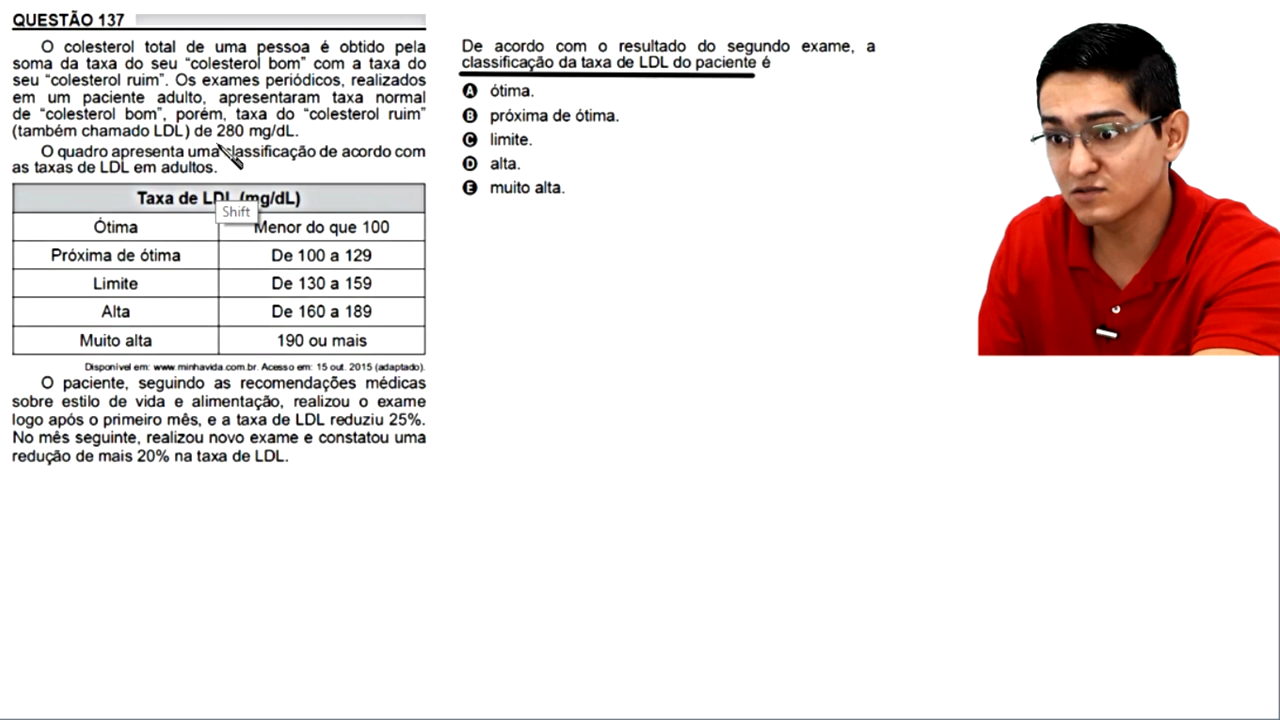 QUESTÃO 137
O colesterol total de uma pessoa é obtido pela
soma da taxa do seu “colesterol bom” com a taxa do
seu “colesterol ruim”. Os exames periódicos, realizados
em um paciente adulto, apresentaram taxa normal
de “colesterol bom”, porém, taxa do “colesterol ruim”
(também chamado LDL) de 280 mg/dL.
O quadro apresenta uma classificação de acordo com
as taxas de LDL em adultos.
Taxa de LDL (mg/dL)
Shift
Ótima Menor do que 100
Próxima de ótima De 100 a 129
Limite De 130 a 159
Alta De 160 a 189
Muito alta 190 ou mais
Disponível em: www.minhavida.com.br. Acesso em: 15 out. 2015 (adaptado).
O paciente, seguindo as recomendações médicas
sobre estilo de vida e alimentação, realizou o exame
logo após o primeiro mês, e a taxa de LDL reduziu 25%.
No mês seguinte, realizou novo exame e constatou uma
redução de mais 20% na taxa de LDL.
De acordo com o resultado do segundo exame, a
classificação da taxa de LDL do paciente é
A ótima.
B próxima de ótima.
C limite.
D alta.
E muito alta.